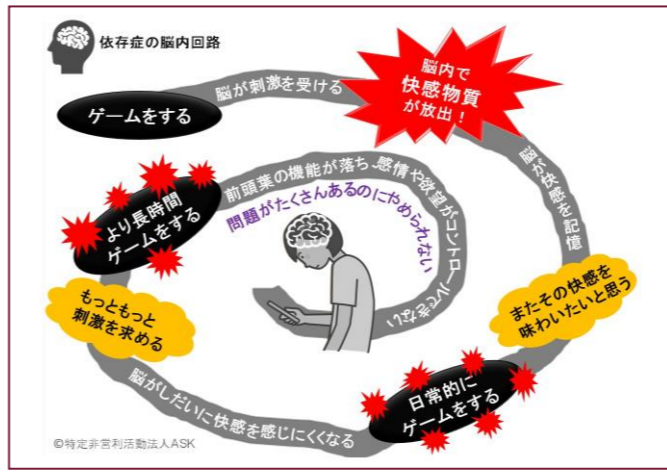 依存症の脳内回路
ゲームをする
脳が刺激を受ける
脳内で
快感物質
が放出！
脳が快感を記憶
またその快感を
味わいたいと思う
日常的に
ゲームをする
脳がしだいに快感を感じにくくなる
もっともっと
刺激を求める
より長時間
ゲームをする
前頭葉の機能が落ち、感情や欲望がコントロールできない
問題がたくさんあるのにやめられない
©特定非営利活動法人ASK